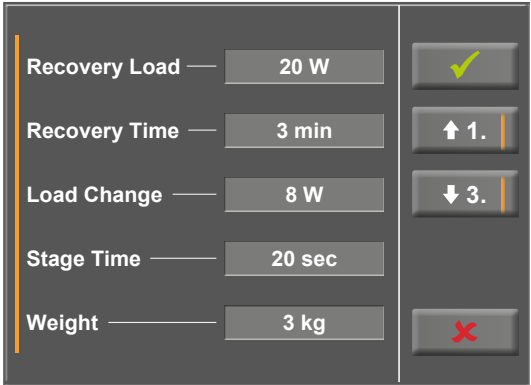 Recovery Load 20 W
Recovery Time 3 min 1.
Load Change 8 W 3.
Stage Time 20 sec
Weight 3 kg